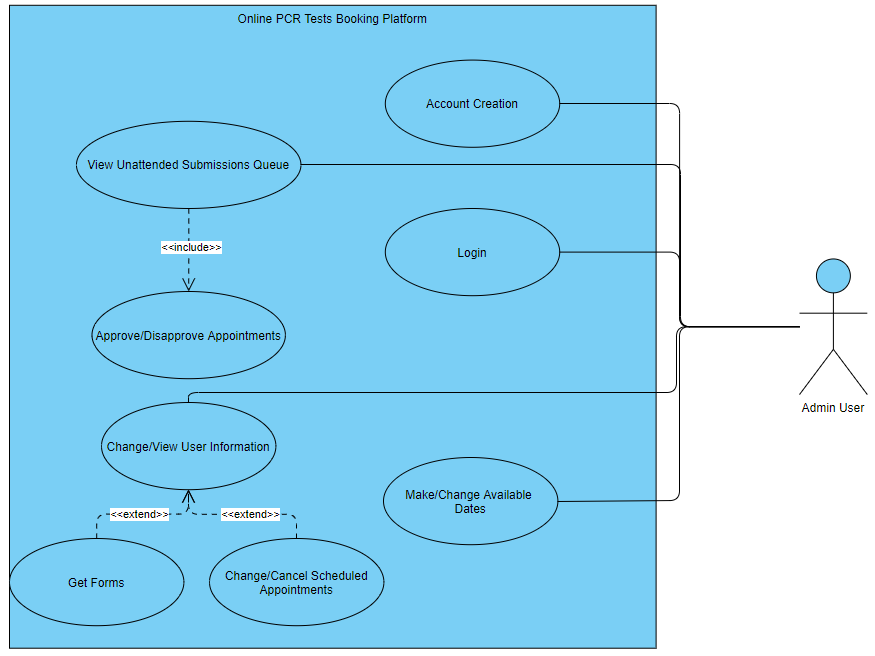 Online PCR Tests Booking Platform
Account Creation
View Unattended Submissions Queue
<<include>>
Login
Approve/Disapprove Appointments
Admin User
Change/View User Information
Make/Change Available
Dates
<<extend>>
<<extend>>
Get Forms
Change/Cancel Scheduled
Appointments